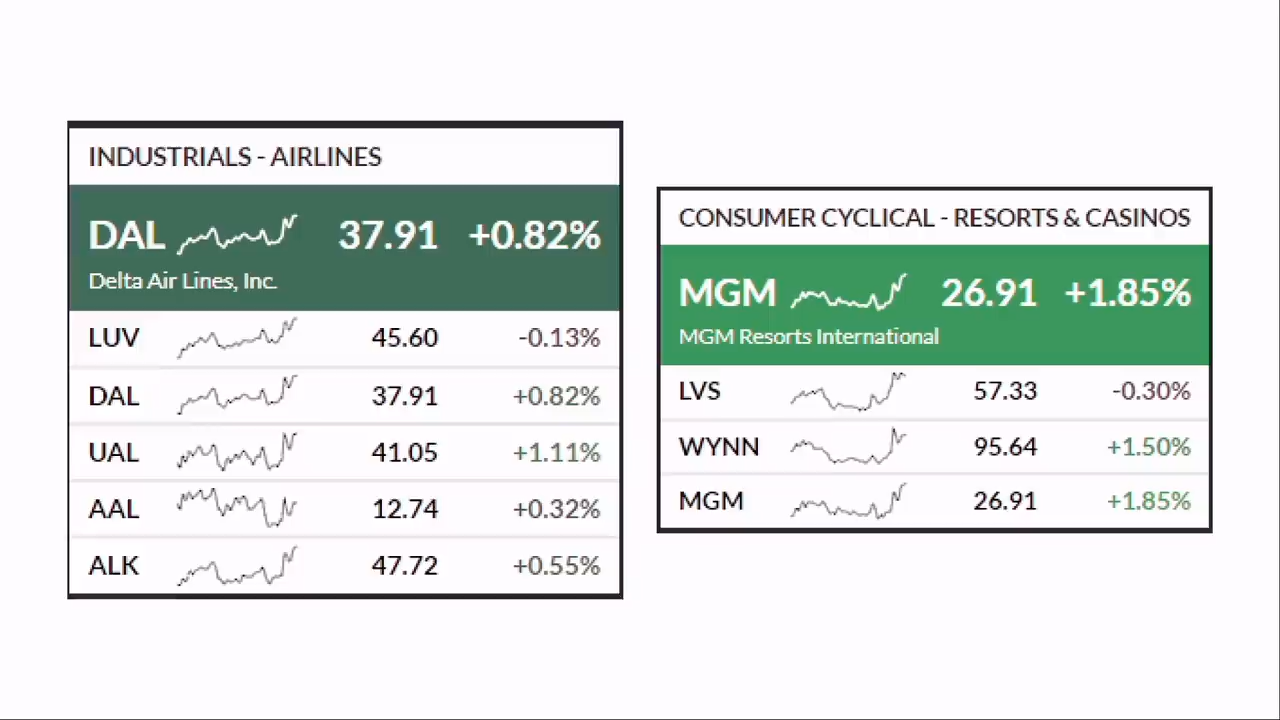 INDUSTRIALS - AIRLINES
DAL 37.91 +0.82%
Delta Air Lines, Inc.
LUV 45.60 -0.13%
DAL 37.91 +0.82%
UAL 41.05 +1.11%
AAL 12.74 +0.32%
ALK 47.72 +0.55%
CONSUMER CYCLICAL - RESORTS & CASINOS
MGM 26.91 +1.85%
MGM Resorts International
LVS 57.33 -0.30%
WYNN 95.64 +1.50%
MGM 26.91 +1.85%